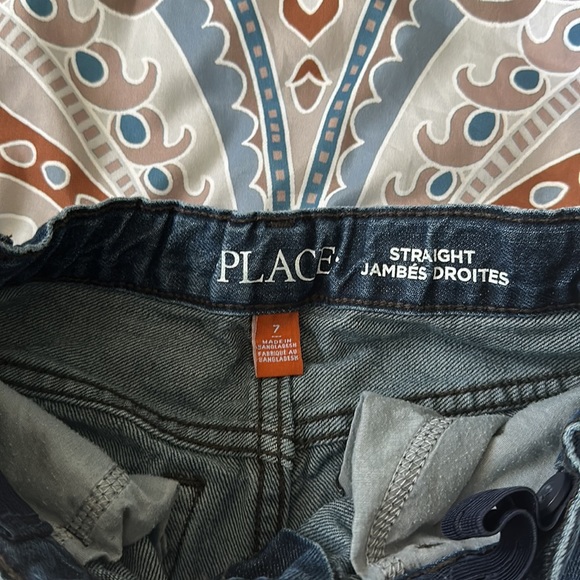 PLACE
STRAIGHT
JAMBES DROITES
7
MADE IN
BANGLADESH
FABRIQUÉ AU
BANGLADESH